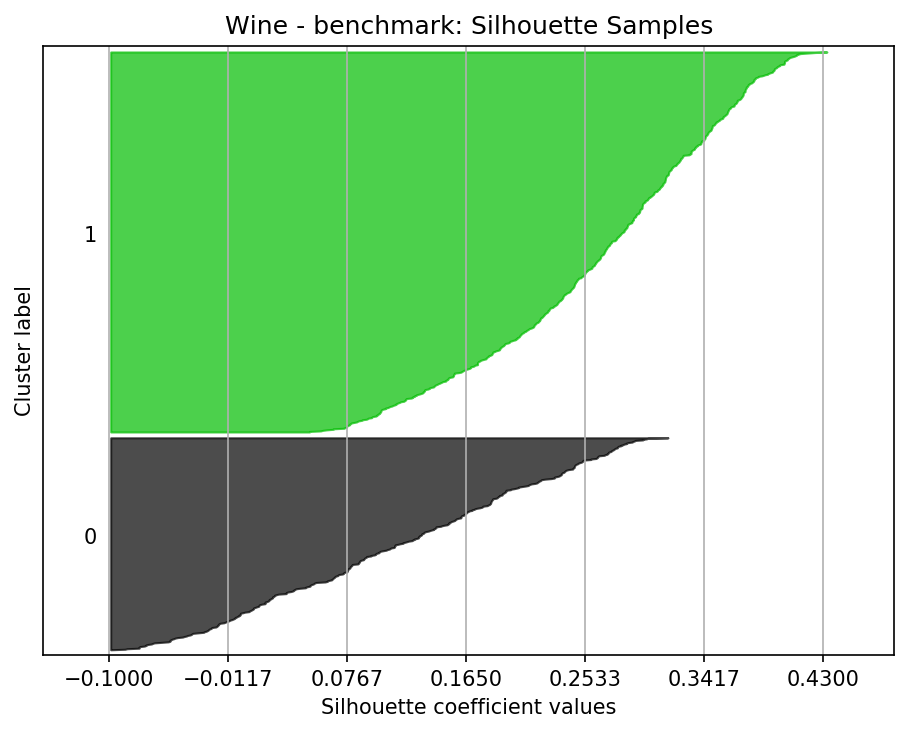 Wine - benchmark: Silhouette Samples
1
0
Cluster label
−0.1000 −0.0117 0.0767 0.1650 0.2533 0.3417 0.4300
Silhouette coefficient values